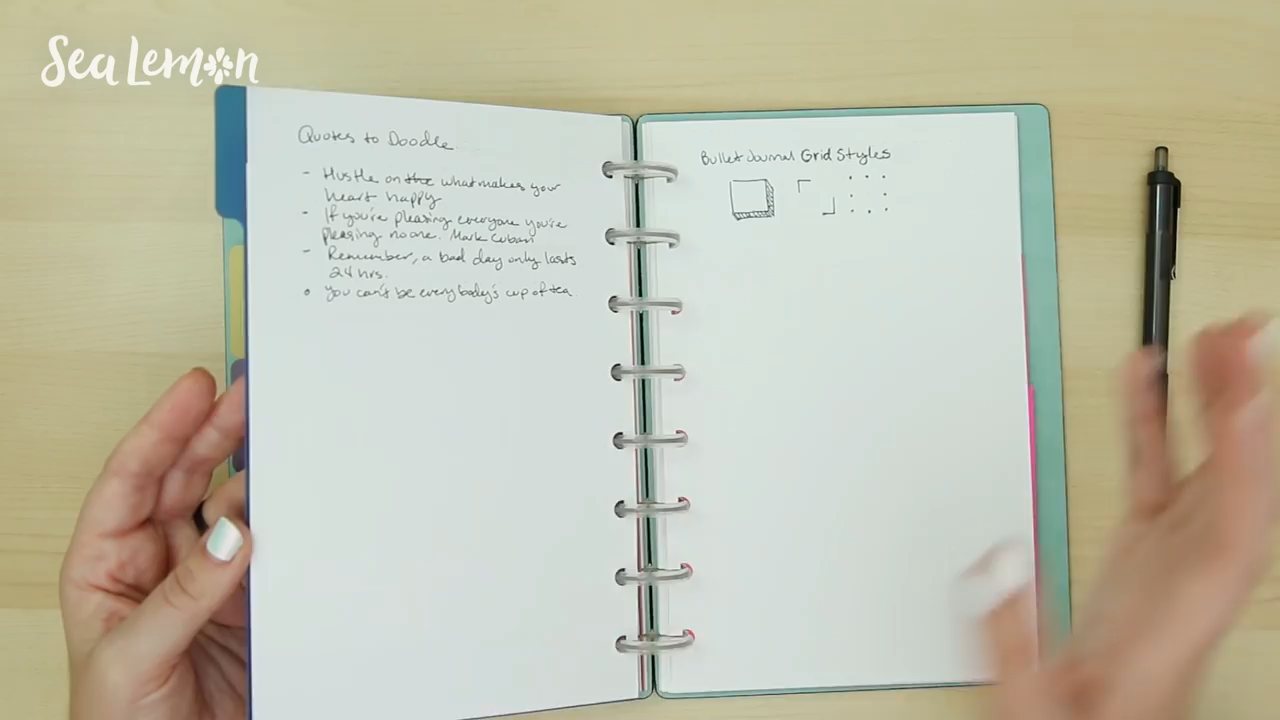 Sea Lemon
Quotes to Doodle
- Hustle on the what makes your
heart happy
- If you're pleasing everyone you're
pleasing no one. Mark Cuban
- Remember, a bad day only lasts
24 hrs.
• You can't be everybody's cup of tea.
Bullet Journal Grid Styles